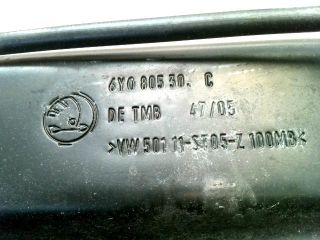 6Y0 805 30. C
DE TMB 47/05
>VW 501 11-ST05-Z 100MB<